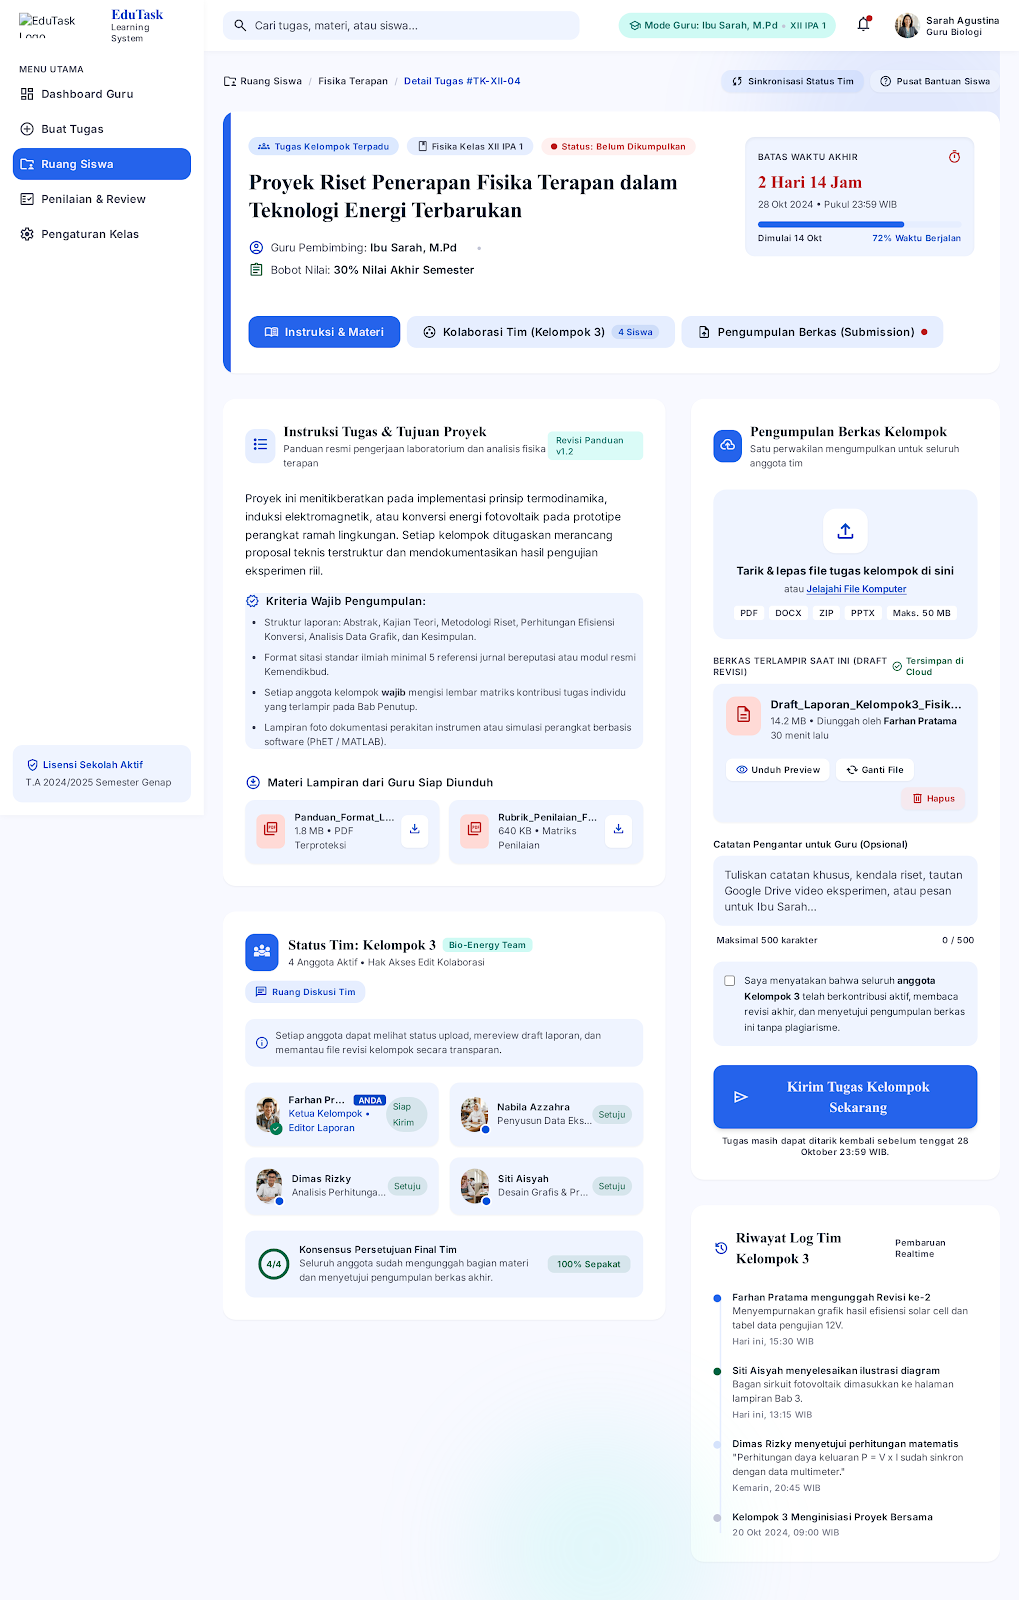 EduTask Logo
EduTask
Learning
System
MENU UTAMA
Dashboard Guru
Buat Tugas
Ruang Siswa
Penilaian & Review
Pengaturan Kelas
Lisensi Sekolah Aktif
T.A 2024/2025 Semester Genap
Cari tugas, materi, atau siswa...
Mode Guru: Ibu Sarah, M.Pd • XII IPA 1
Sarah Agustina
Guru Biologi
Ruang Siswa / Fisika Terapan / Detail Tugas #TK-XII-04
Sinkronisasi Status Tim
Pusat Bantuan Siswa
Tugas Kelompok Terpadu
Fisika Kelas XII IPA 1
Status: Belum Dikumpulkan
Proyek Riset Penerapan Fisika Terapan dalam
Teknologi Energi Terbarukan
Guru Pembimbing: Ibu Sarah, M.Pd •
Bobot Nilai: 30% Nilai Akhir Semester
BATAS WAKTU AKHIR
2 Hari 14 Jam
28 Okt 2024 • Pukul 23:59 WIB
Dimulai 14 Okt
72% Waktu Berjalan
Instruksi & Materi
Kolaborasi Tim (Kelompok 3) 4 Siswa
Pengumpulan Berkas (Submission)
Instruksi Tugas & Tujuan Proyek
Panduan resmi pengerjaan laboratorium dan analisis fisika
terapan
Revisi Panduan
v1.2
Proyek ini menitikberatkan pada implementasi prinsip termodinamika,
induksi elektromagnetik, atau konversi energi fotovoltaik pada prototipe
perangkat ramah lingkungan. Setiap kelompok ditugaskan merancang
proposal teknis terstruktur dan mendokumentasikan hasil pengujian
eksperimen riil.
Kriteria Wajib Pengumpulan:
• Struktur laporan: Abstrak, Kajian Teori, Metodologi Riset, Perhitungan Efisiensi
Konversi, Analisis Data Grafik, dan Kesimpulan.
• Format sitasi standar ilmiah minimal 5 referensi jurnal bereputasi atau modul resmi
Kemendikbud.
• Setiap anggota kelompok wajib mengisi lembar matriks kontribusi tugas individu
yang terlampir pada Bab Penutup.
• Lampiran foto dokumentasi perakitan instrumen atau simulasi perangkat berbasis
software (PhET / MATLAB).
Materi Lampiran dari Guru Siap Diunduh
Panduan_Format_L...
1.8 MB • PDF
Terproteksi
Rubrik_Penilaian_F...
640 KB • Matriks
Penilaian
Status Tim: Kelompok 3
Bio-Energy Team
4 Anggota Aktif • Hak Akses Edit Kolaborasi
Ruang Diskusi Tim
Setiap anggota dapat melihat status upload, mereview draft laporan, dan
memantau file revisi kelompok secara transparan.
Farhan Pr... ANDA
Ketua Kelompok •
Editor Laporan
Siap
Kirim
Nabila Azzahra
Penyusun Data Eks...
Setuju
Dimas Rizky
Analisis Perhitunga...
Setuju
Siti Aisyah
Desain Grafis & Pr...
Setuju
4/4
Konsensus Persetujuan Final Tim
Seluruh anggota sudah mengunggah bagian materi
dan menyetujui pengumpulan berkas akhir.
100% Sepakat
Pengumpulan Berkas Kelompok
Satu perwakilan mengumpulkan untuk seluruh
anggota tim
Tarik & lepas file tugas kelompok di sini
atau Jelajahi File Komputer
PDF DOCX ZIP PPTX Maks. 50 MB
BERKAS TERLAMPIR SAAT INI (DRAFT
REVISI)
Tersimpan di
Cloud
Draft_Laporan_Kelompok3_Fisik...
14.2 MB • Diunggah oleh Farhan Pratama
30 menit lalu
Unduh Preview
Ganti File
Hapus
Catatan Pengantar untuk Guru (Opsional)
Tuliskan catatan khusus, kendala riset, tautan
Google Drive video eksperimen, atau pesan
untuk Ibu Sarah...
Maksimal 500 karakter
0 / 500
Saya menyatakan bahwa seluruh anggota
Kelompok 3 telah berkontribusi aktif, membaca
revisi akhir, dan menyetujui pengumpulan berkas
ini tanpa plagiarisme.
Kirim Tugas Kelompok
Sekarang
Tugas masih dapat ditarik kembali sebelum tenggat 28
Oktober 23:59 WIB.
Riwayat Log Tim
Kelompok 3
Pembaruan
Realtime
Farhan Pratama mengunggah Revisi ke-2
Menyempurnakan grafik hasil efisiensi solar cell dan
tabel data pengujian 12V.
Hari ini, 15:30 WIB
Siti Aisyah menyelesaikan ilustrasi diagram
Bagan sirkuit fotovoltaik dimasukkan ke halaman
lampiran Bab 3.
Hari ini, 13:15 WIB
Dimas Rizky menyetujui perhitungan matematis
"Perhitungan daya keluaran P = V x I sudah sinkron
dengan data multimeter."
Kemarin, 20:45 WIB
Kelompok 3 Menginisiasi Proyek Bersama
20 Okt 2024, 09:00 WIB